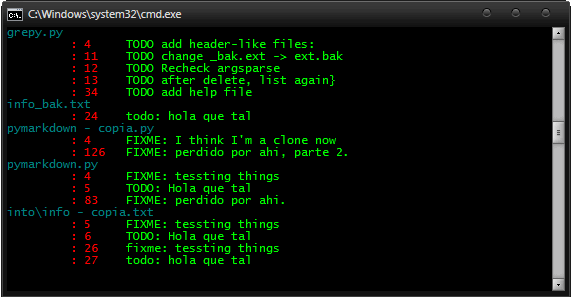 C:\Windows\system32\cmd.exe
grepy.py
: 4 TODO add header-like files:
: 11 TODO change _bak.ext -> ext.bak
: 12 TODO Recheck argsparse
: 13 TODO after delete, list again}
: 34 TODO add help file
info_bak.txt
: 24 todo: hola que tal
pymarkdown - copia.py
: 4 FIXME: I think I'm a clone now
: 126 FIXME: perdido por ahi, parte 2.
pymarkdown.py
: 4 FIXME: tessting things
: 5 TODO: Hola que tal
: 83 FIXME: perdido por ahi.
into\info - copia.txt
: 5 FIXME: tessting things
: 6 TODO: Hola que tal
: 26 fixme: tessting things
: 27 todo: hola que tal